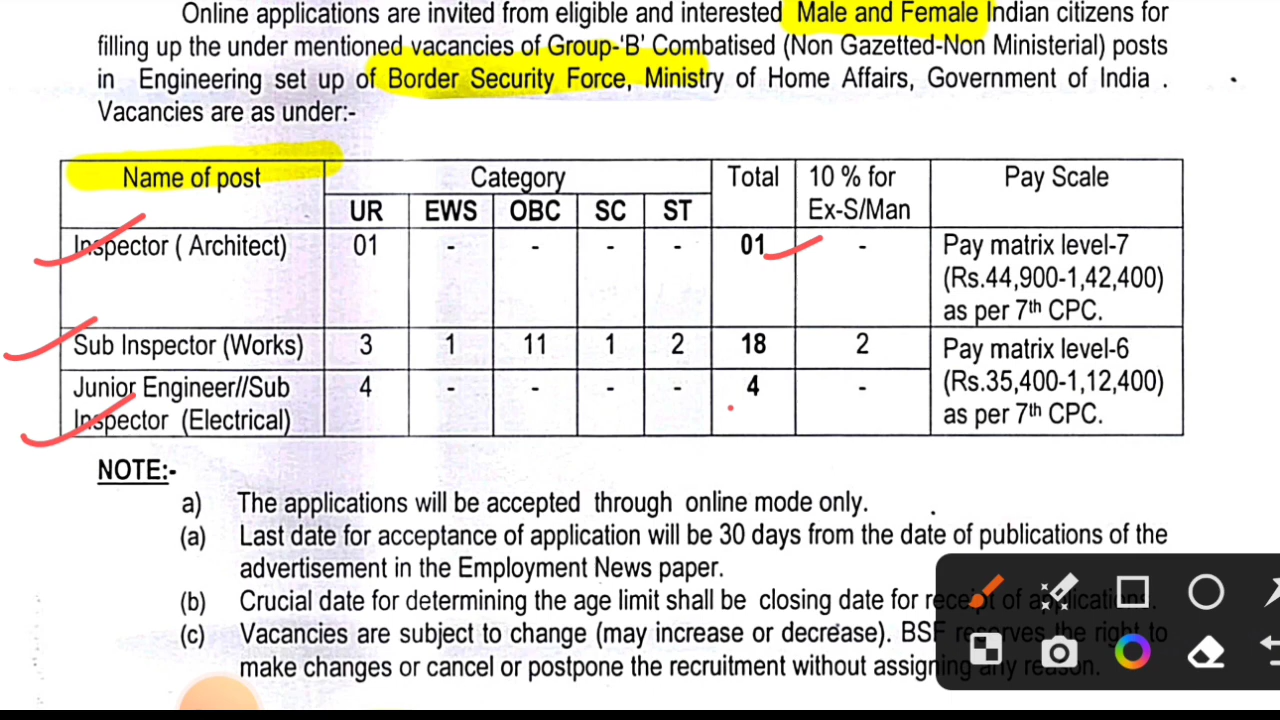 Online applications are invited from eligible and interested Male and Female Indian citizens for
filling up the under mentioned vacancies of Group-'B' Combatised (Non Gazetted-Non Ministerial) posts
in Engineering set up of Border Security Force, Ministry of Home Affairs, Government of India .
Vacancies are as under:-
Name of post Category Total 10 % for Ex-S/Man Pay Scale
UR EWS OBC SC ST
Inspector ( Architect) 01 - - - - 01 - Pay matrix level-7
(Rs.44,900-1,42,400)
as per 7th CPC.
Sub Inspector (Works) 3 1 11 1 2 18 2 Pay matrix level-6
Junior Engineer//Sub 4 - - - - 4 - (Rs.35,400-1,12,400)
Inspector (Electrical) as per 7th CPC.
NOTE:-
a) The applications will be accepted through online mode only.
(a) Last date for acceptance of application will be 30 days from the date of publications of the
advertisement in the Employment News paper.
(b) Crucial date for determining the age limit shall be closing date for receipt of applications.
(c) Vacancies are subject to change (may increase or decrease). BSF reserves the right to
make changes or cancel or postpone the recruitment without assigning any reason.